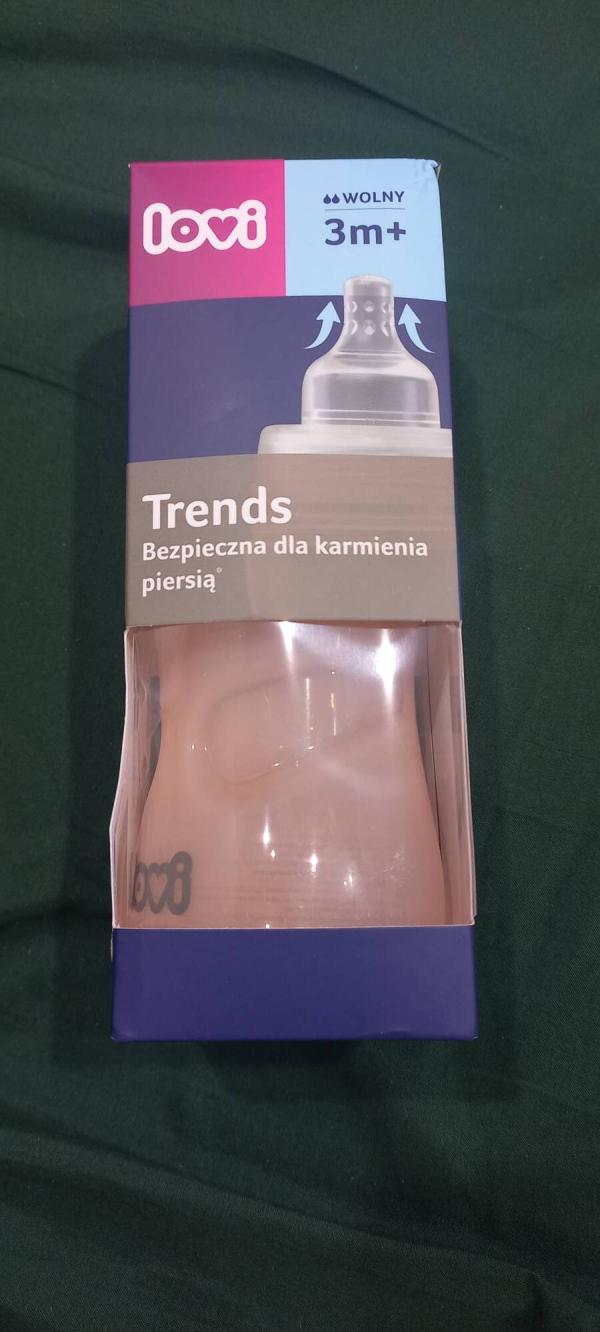 lovi
WOLNY
3m+
Trends
Bezpieczna dla karmienia
piersią°
lovi